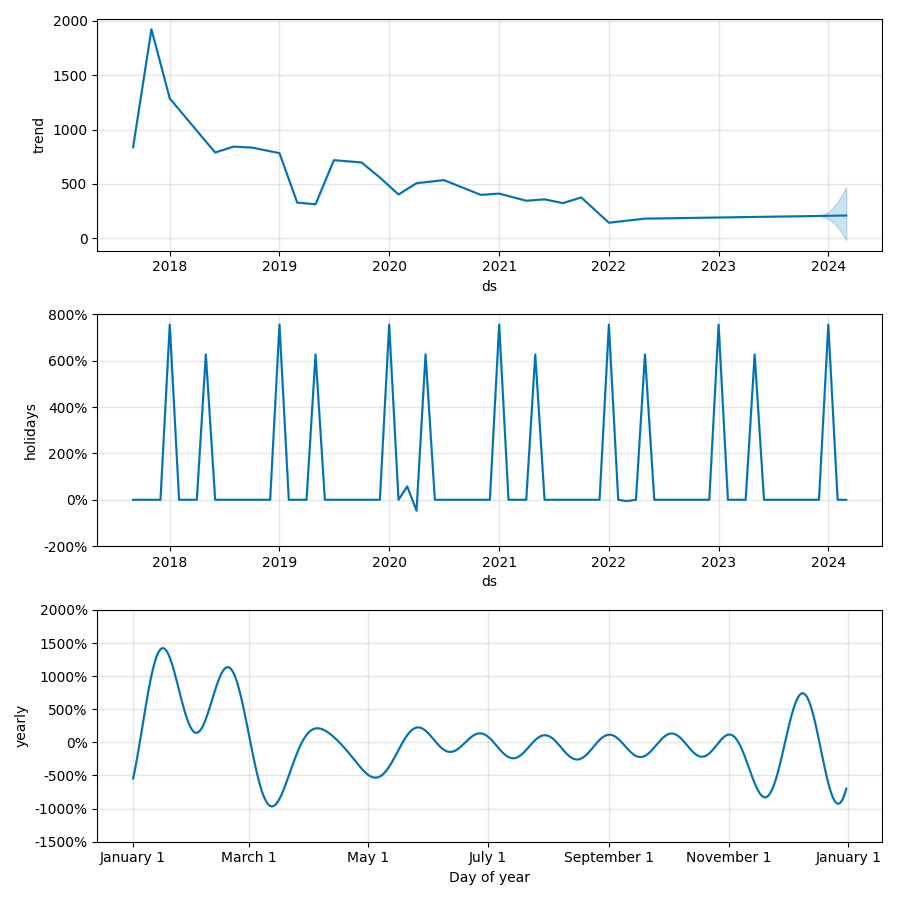 2000
1500
1000
500
0
trend
2018 2019 2020 2021 2022 2023 2024
ds
800%
600%
400%
200%
0%
-200%
holidays
2018 2019 2020 2021 2022 2023 2024
ds
2000%
1500%
1000%
500%
0%
-500%
-1000%
-1500%
yearly
January 1 March 1 May 1 July 1 September 1 November 1 January 1
Day of year